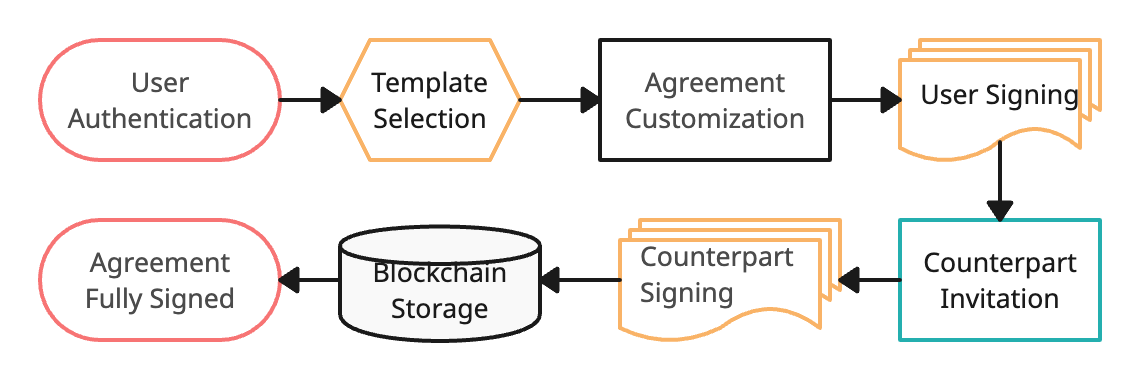 User
Authentication
Template
Selection
Agreement
Customization
User Signing
Counterpart
Invitation
Counterpart
Signing
Blockchain
Storage
Agreement
Fully Signed